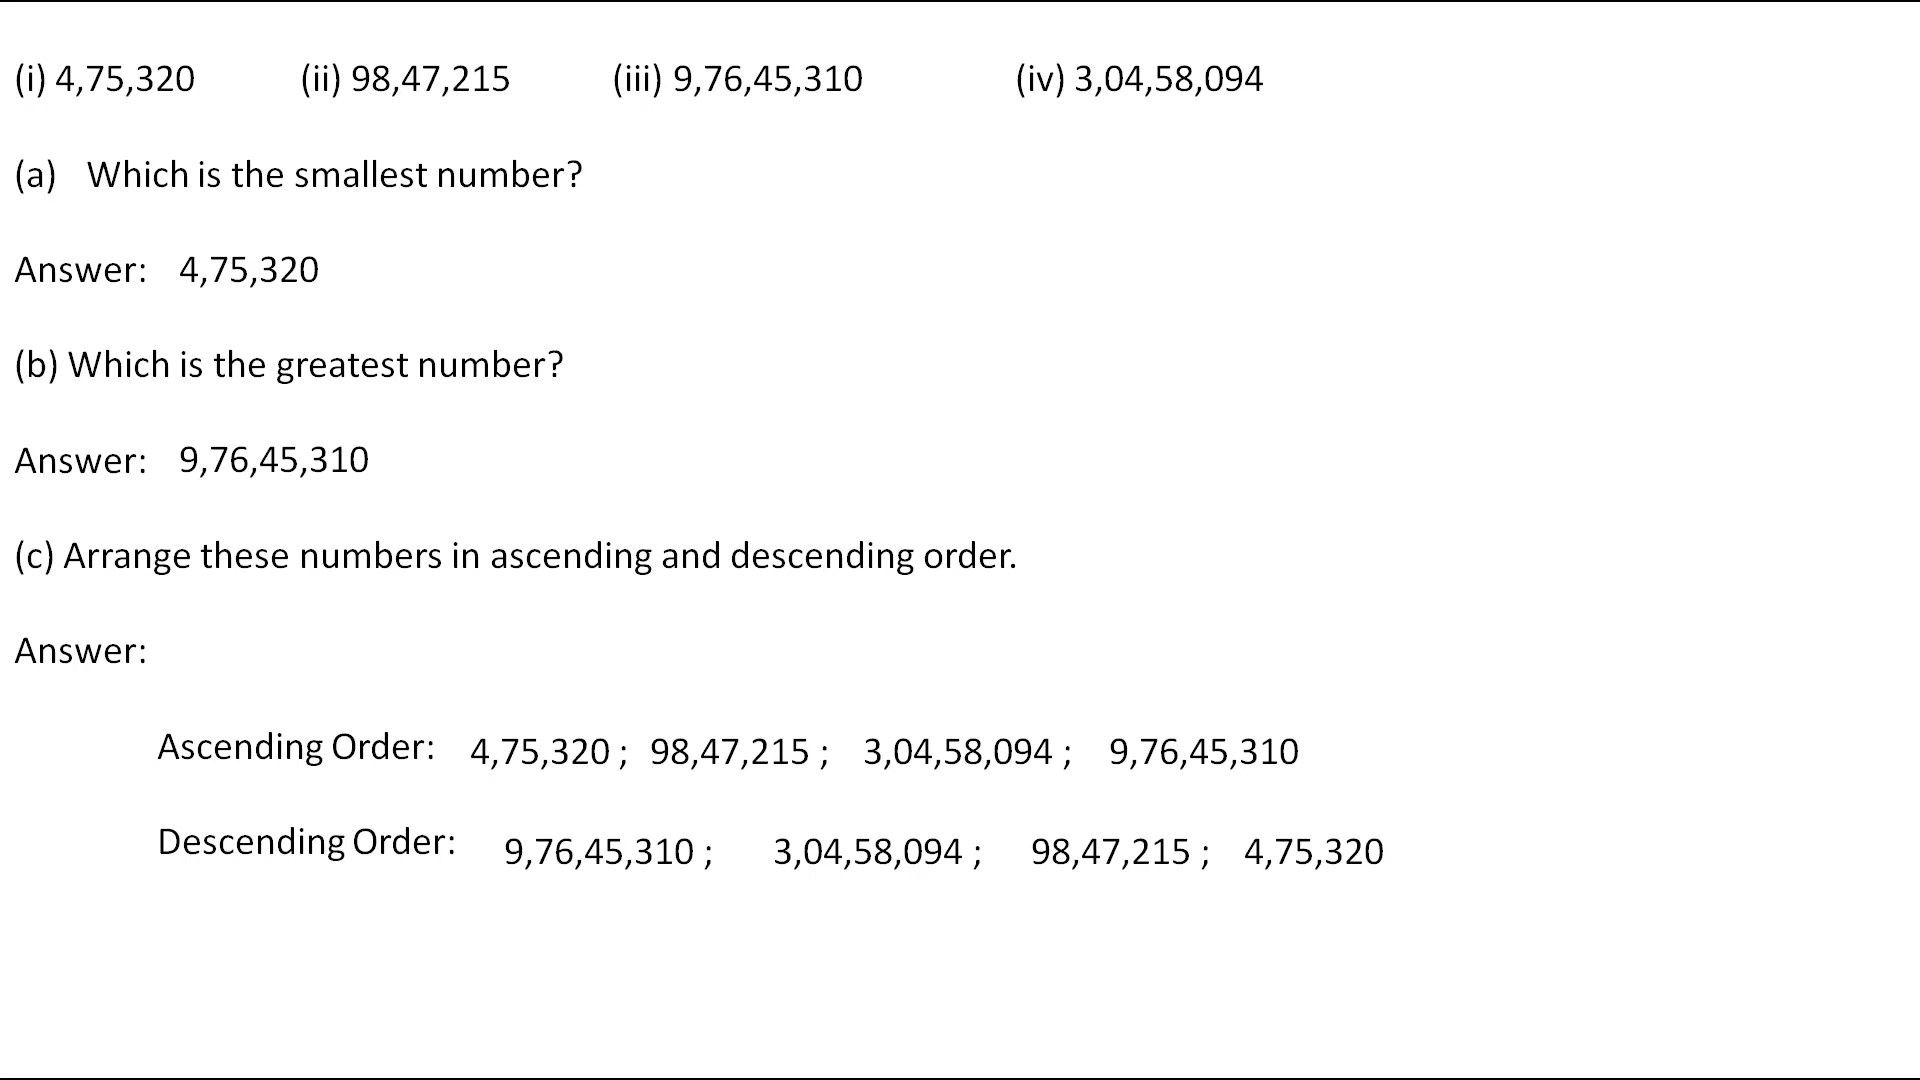 (i) 4,75,320 (ii) 98,47,215 (iii) 9,76,45,310 (iv) 3,04,58,094
(a) Which is the smallest number?
Answer: 4,75,320
(b) Which is the greatest number?
Answer: 9,76,45,310
(c) Arrange these numbers in ascending and descending order.
Answer:
Ascending Order: 4,75,320 ; 98,47,215 ; 3,04,58,094 ; 9,76,45,310
Descending Order: 9,76,45,310 ; 3,04,58,094 ; 98,47,215 ; 4,75,320